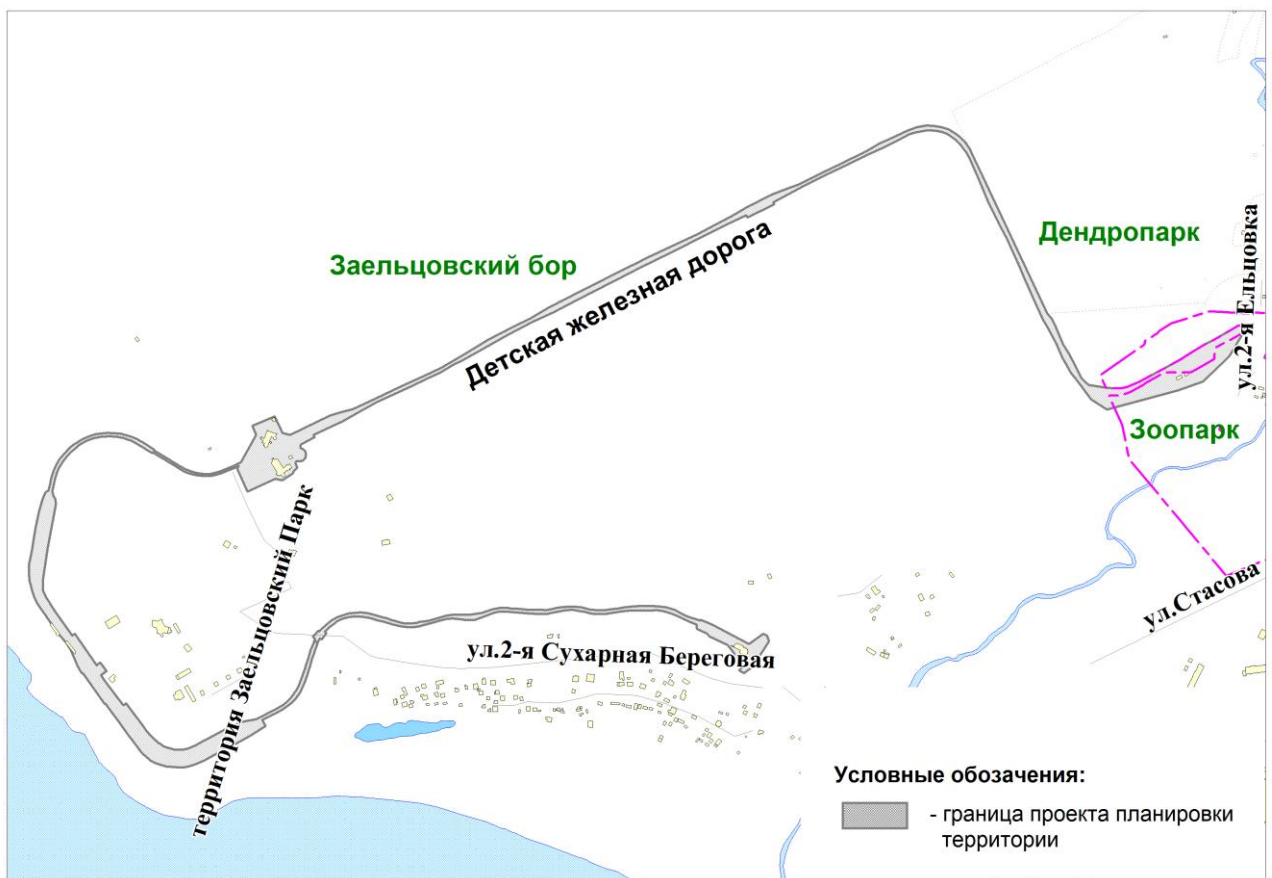 Заельцовский бор
Детская железная дорога
Дендропарк
ул.2-я Ельцовка
Зоопарк
ул.Стасова
территория Заельцовский Парк
ул.2-я Сухарная Береговая
Условные обозачения:
- граница проекта планировки
территории